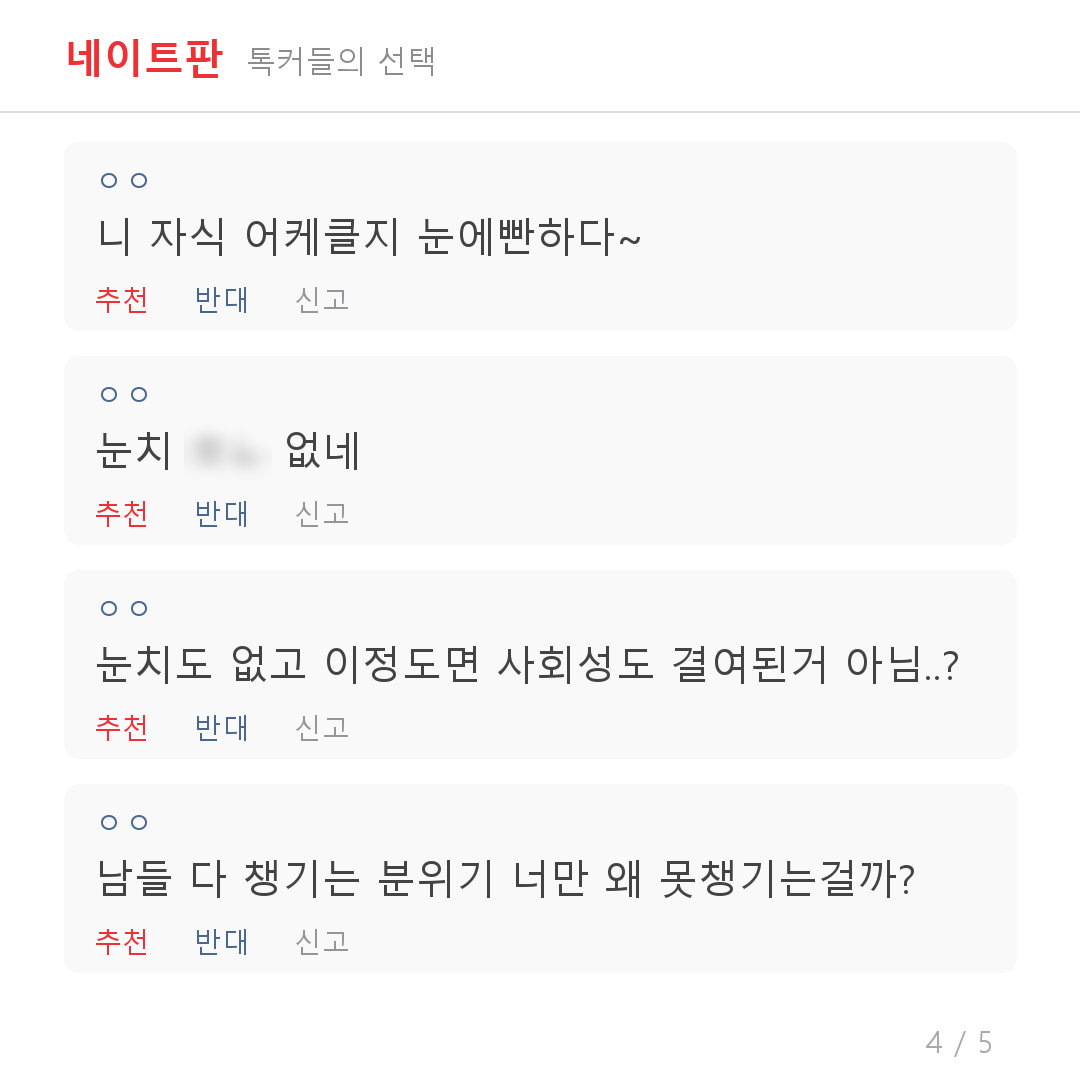 네이트판 톡커들의 선택
ㅇㅇ
니 자식 어케클지 눈에빤하다~
추천 반대 신고
ㅇㅇ
눈치 없네
추천 반대 신고
ㅇㅇ
눈치도 없고 이정도면 사회성도 결여된거 아님..?
추천 반대 신고
ㅇㅇ
남들 다 챙기는 분위기 너만 왜 못챙기는걸까?
추천 반대 신고
4 / 5